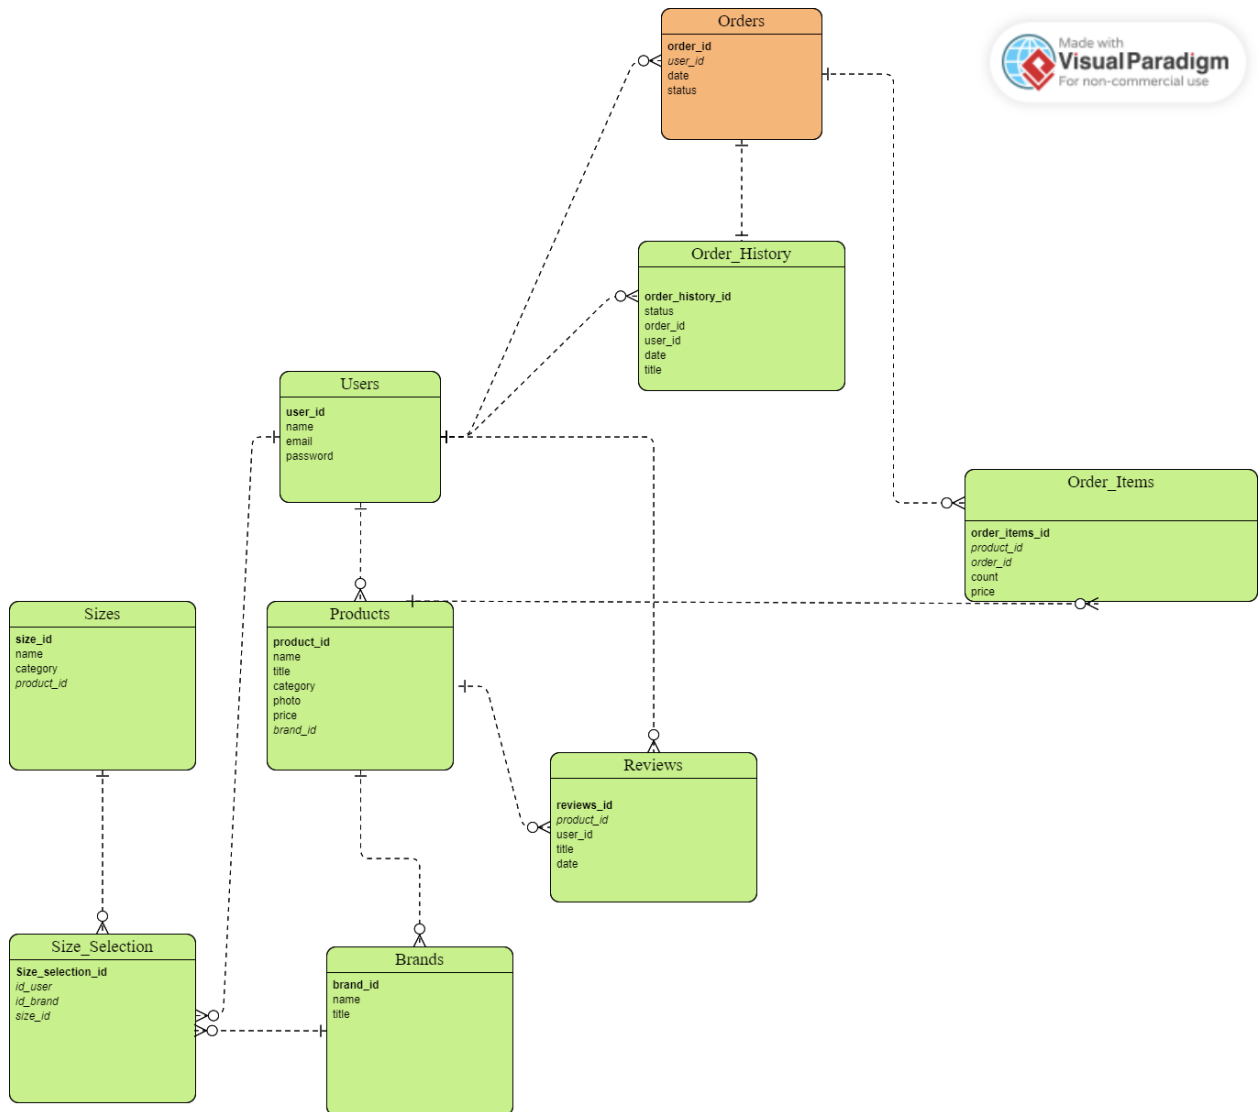 Orders
order_id
user_id
date
status
Made with
Visual Paradigm
For non-commercial use
Order_History
order_history_id
status
order_id
user_id
date
title
Users
user_id
name
email
password
Order_Items
order_items_id
product_id
order_id
count
price
Sizes
size_id
name
category
product_id
Products
product_id
name
title
category
photo
price
brand_id
Reviews
reviews_id
product_id
user_id
title
date
Size_Selection
Size_selection_id
id_user
id_brand
size_id
Brands
brand_id
name
title